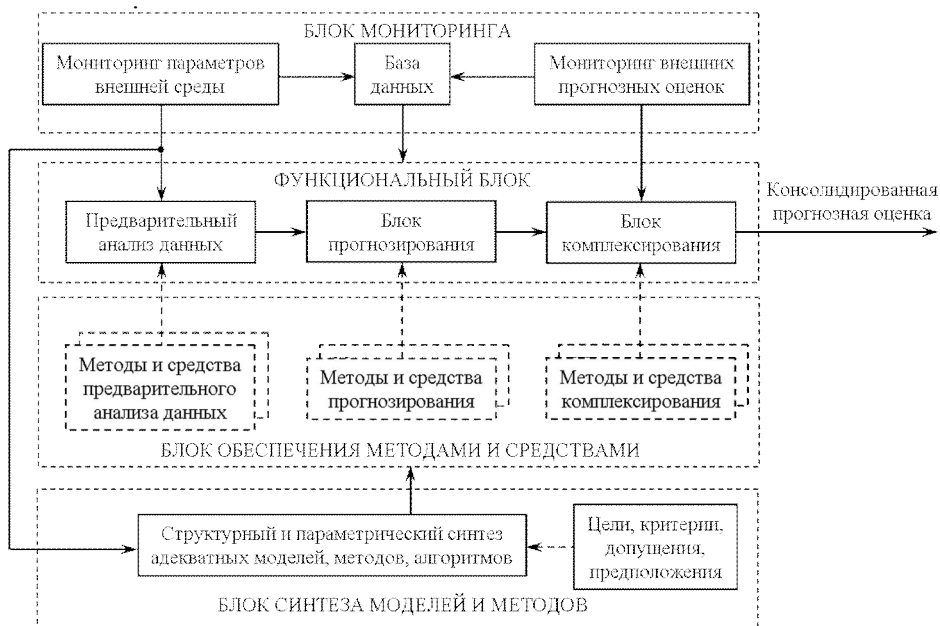 БЛОК МОНИТОРИНГА
Мониторинг параметров
внешней среды
База
данных
Мониторинг внешних
прогнозных оценок
ФУНКЦИОНАЛЬНЫЙ БЛОК
Консолидированная
прогнозная оценка
Предварительный
анализ данных
Блок
прогнозирования
Блок
комплексирования
Методы и средства
предварительного
анализа данных
Методы и средства
прогнозирования
Методы и средства
комплексирования
БЛОК ОБЕСПЕЧЕНИЯ МЕТОДАМИ И СРЕДСТВАМИ
Структурный и параметрический синтез
адекватных моделей, методов, алгоритмов
Цели, критерии,
допущения,
предположения
БЛОК СИНТЕЗА МОДЕЛЕЙ И МЕТОДОВ